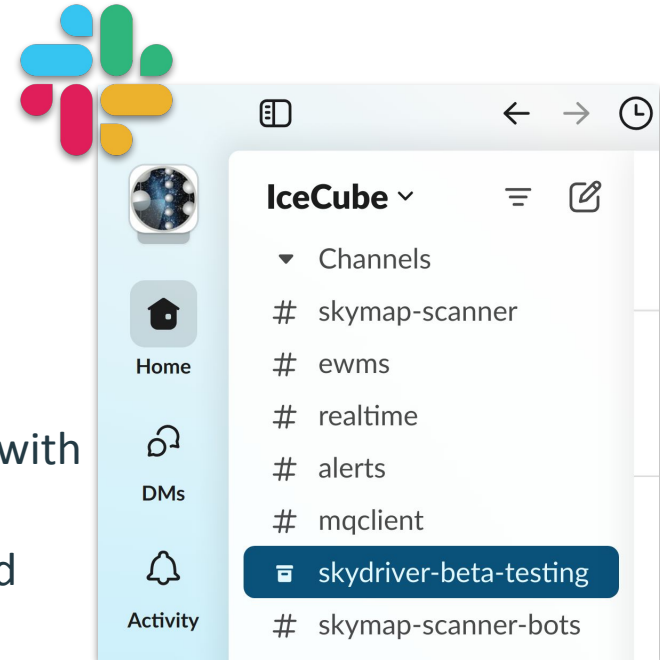 IceCube
Channels
# skymap-scanner
# ewms
Home
# realtime
with
# alerts
DMs
# mqclient
d
skydriver-beta-testing
Activity
# skymap-scanner-bots